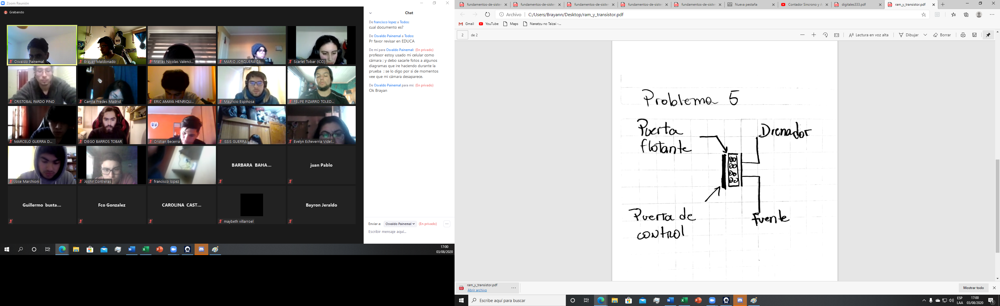 Zoom Reunión
Grabando
Osvaldo Painemal
Brayan Maldonado
Matias Nicolas Valenci...
MARIO JORQUERA CA...
Scarlet Tobar (ICCI)
CRISTOBAL PARDO PINO
Camila Fredes Madrid
ERIC AMAYA HENRIQU...
Mauricio Espinosa
FELIPE PIZARRO TOLED...
MARCELO GUERRA D...
DIEGO BARROS TOBAR
Cristian Becerra
ISSIS GUERRA
Evelyn Echeverria Videl...
Jose Marchioni
Joshir Contreras
francisco lopez
BARBARA BAHA...
juan Pablo
Guillermo busta...
Fco Gonzalez
CAROLINA CAST...
maybeth villarroel
Bayron Jeraldo
Chat
De francisco lopez a Todos:
cual documento es?
De Osvaldo Painemal a Todos:
Pr favor revisar en EDUCA
De mí para Osvaldo Painemal: (En privado)
profesor estoy usado mi celular como
cámara ; y debo sacarle fotos a algunos
diagramas que ire haciendo durante la
prueba ; se lo digo por si de momentos
vee que mi cámara desaparece.
De Osvaldo Painemal para mí: (En privado)
Ok Brayan
Enviar a: Osvaldo Painemal (En privado)
Escribir mensaje aquí...
17:00
03/08/2020
fundamentos-de-sister
fundamentos-de-sister
fundamentos-de-sister
fundamentos-de-sister
fundamentos-de-sister
Nueva pestaña
Contador Sincrono y A
digitales333.pdf
ram_y_transistor.pdf
Archivo C:/Users/Brayann/Desktop/ram_y_transistor.pdf
Gmail YouTube Maps Nanatzu no Taizai -...
2 de 2 Lectura en voz alta Dibujar Borrar
Problema 5
Puerta
flotante
Drenador
Puerta de
control
Fuente
ram_y_transistor.pdf
Abrir archivo
Mostrar todo
Escribe aquí para buscar
ESP
LAA
17:00
03/08/2020